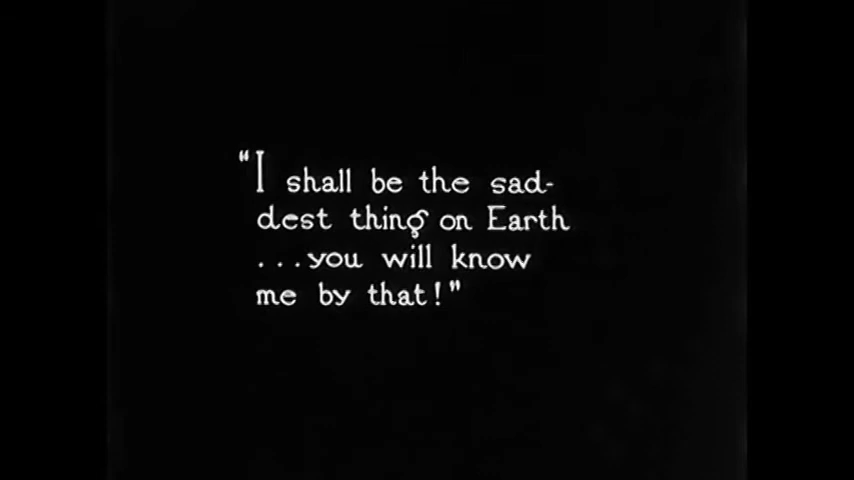 "I shall be the sad-
dest thing on Earth
...you will know
me by that!"